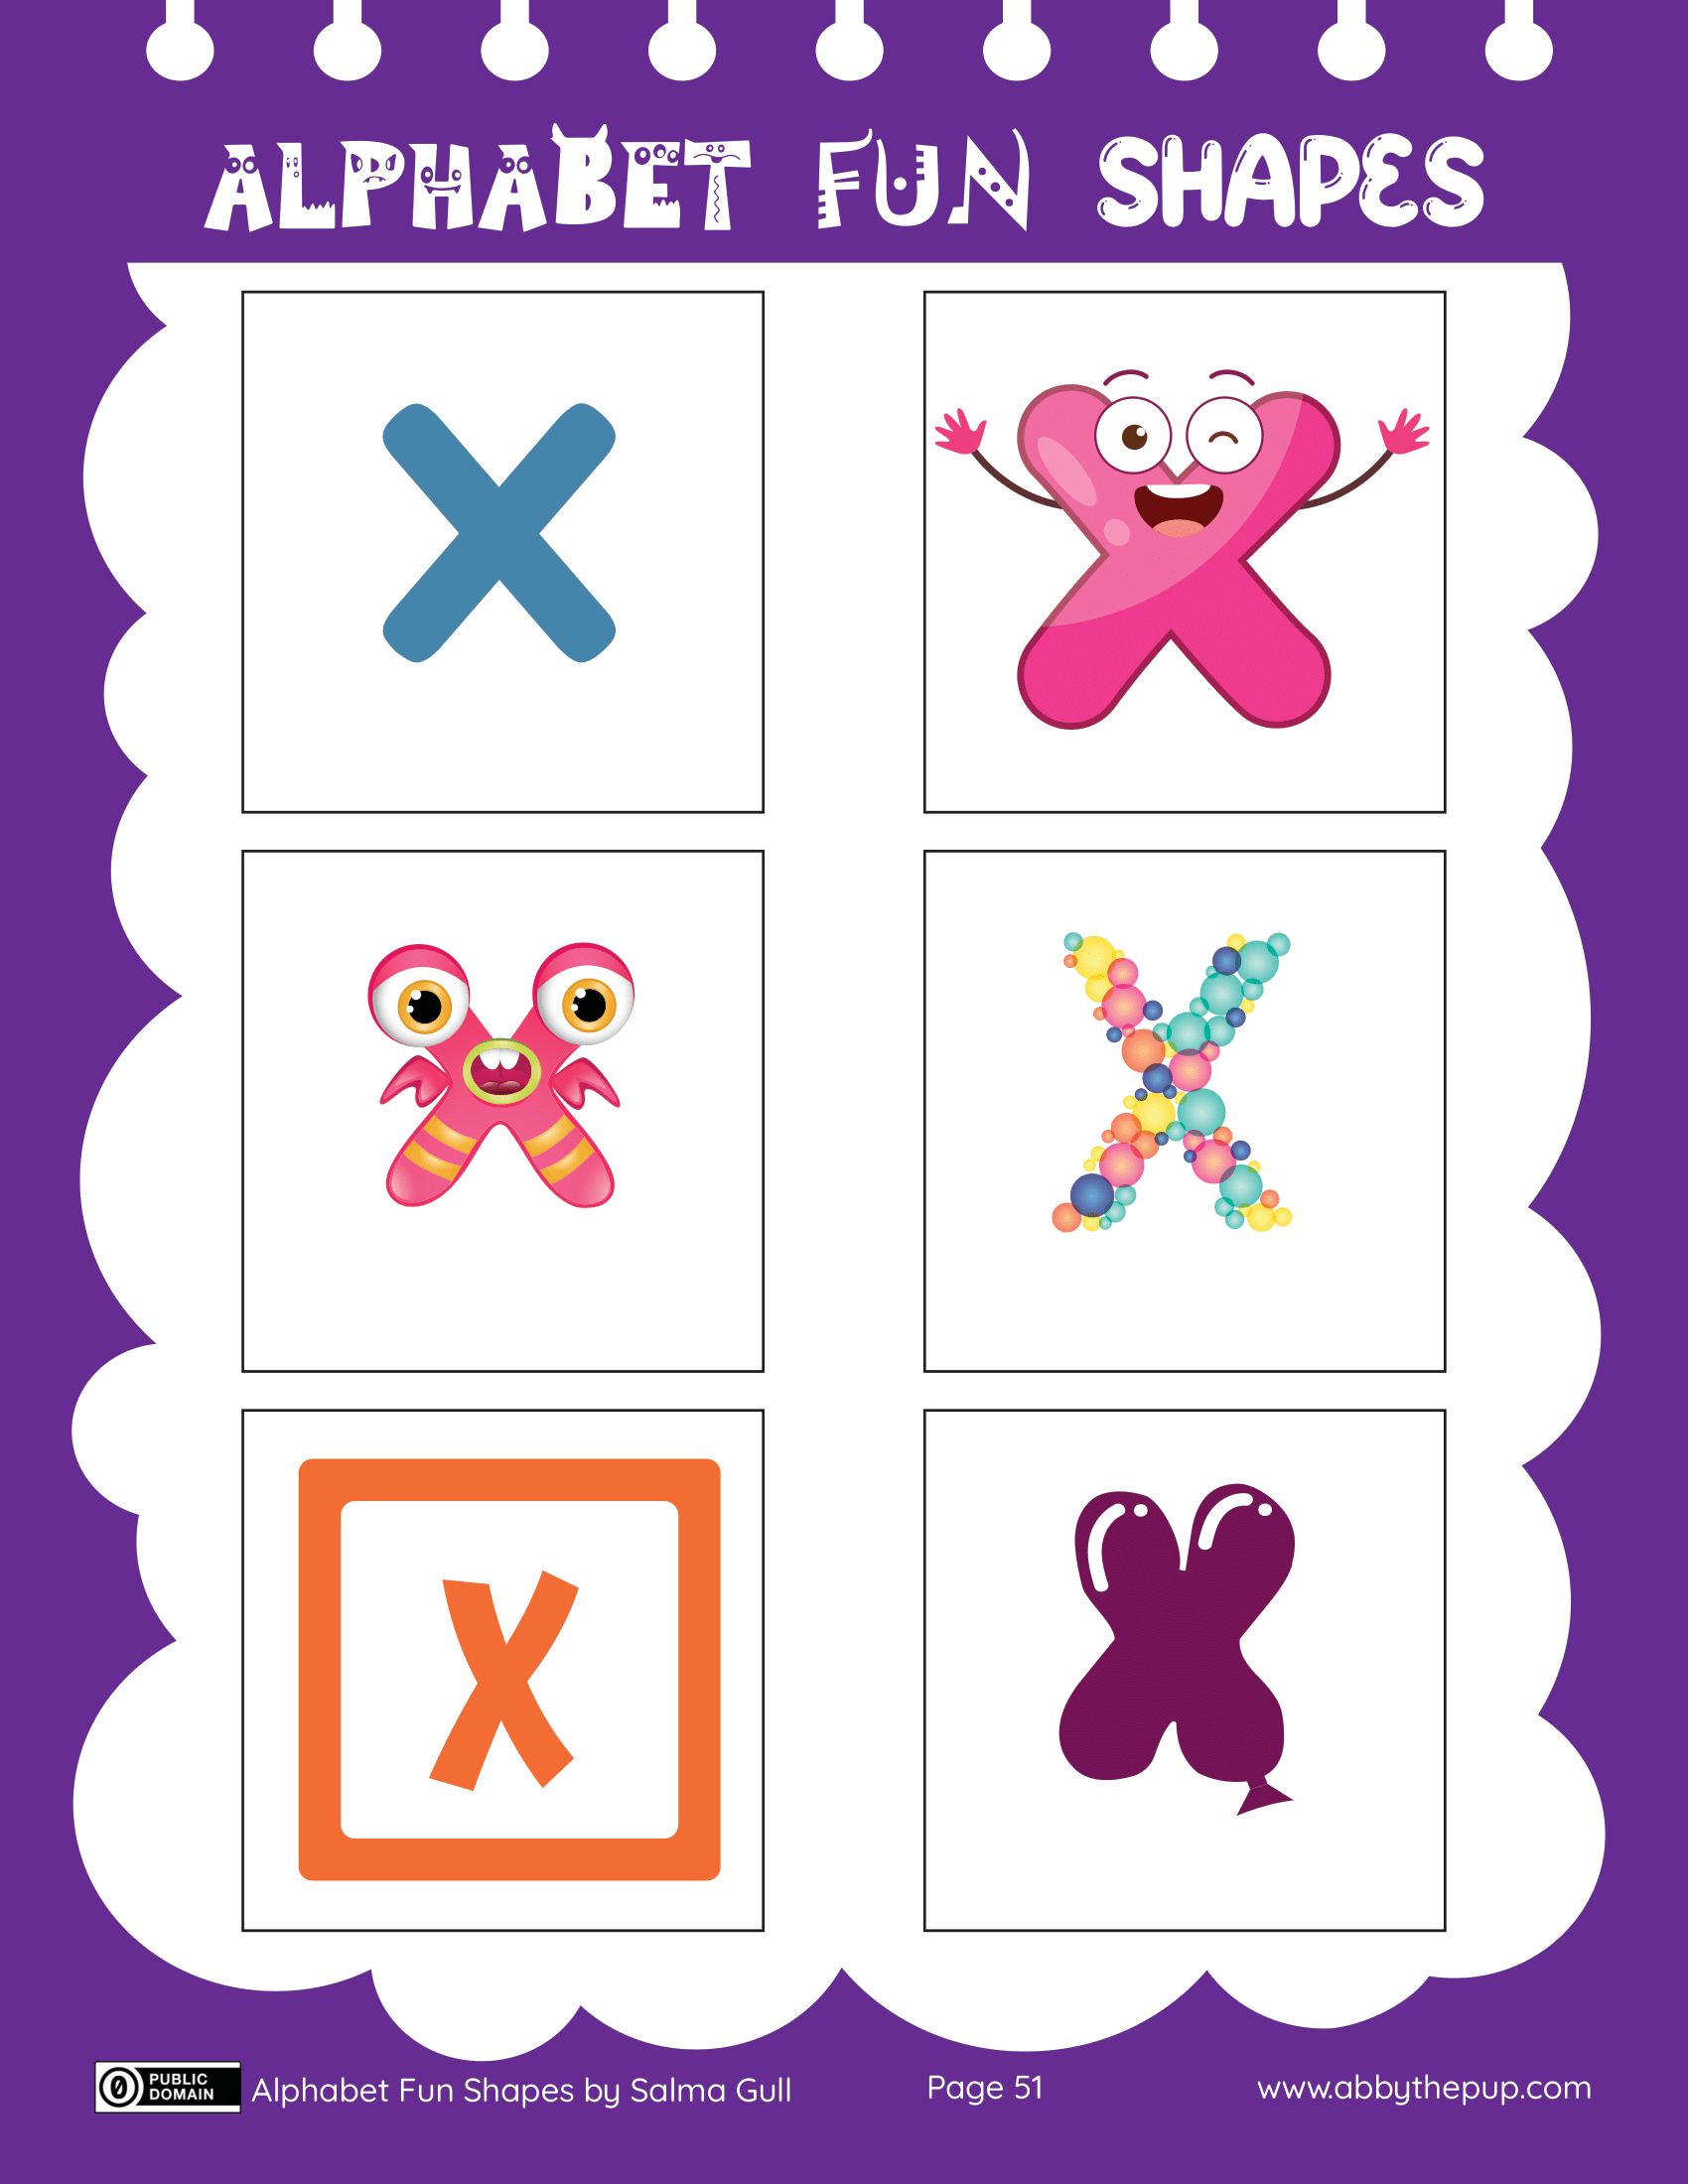 ALPHABET FUN SHAPES
X X
X X
X X
PUBLIC DOMAIN Alphabet Fun Shapes by Salma Gull Page 51 www.abbythepup.com